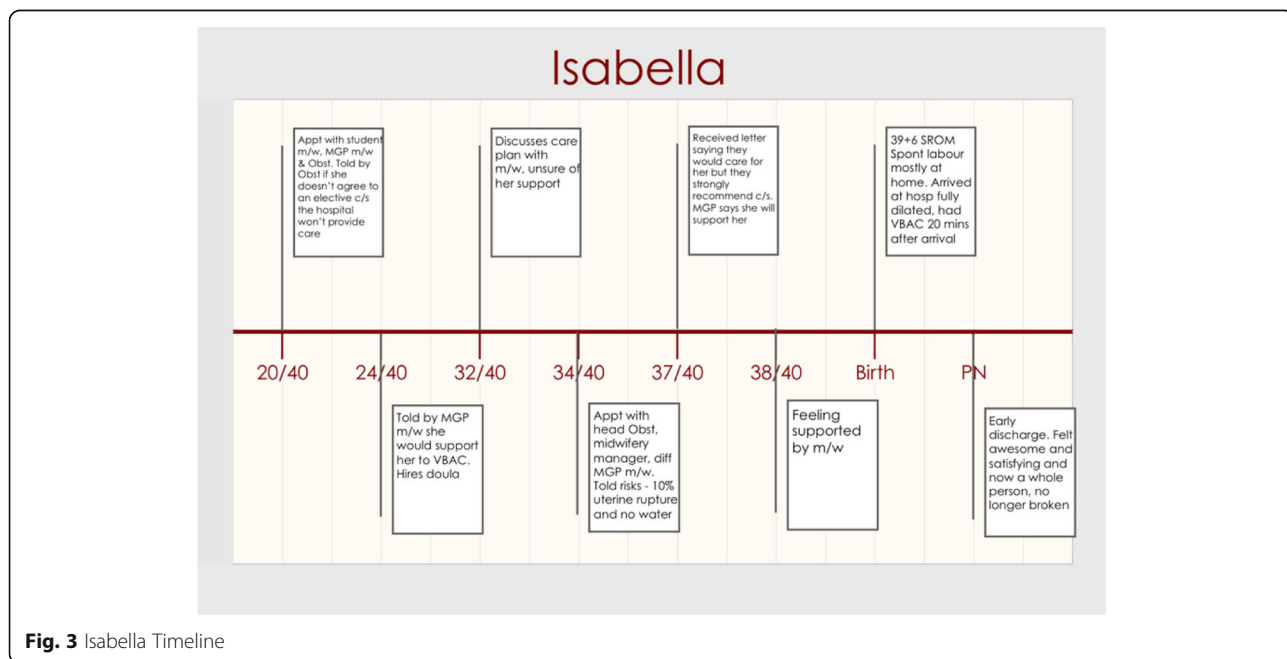 Isabella
Appt with student
m/w, MGP m/w
& Obst. Told by
Obst if she
doesn't agree to
an elective c/s
the hospital
won't provide
care
Discusses care
plan with
m/w, unsure of
her support
Received letter
saying they
would care for
her but they
strongly
recommend c/s.
MGP says she will
support her
39+6 SROM
Spont labour
mostly at
home. Arrived
at hosp fully
dilated, had
VBAC 20 mins
after arrival
20/40 24/40 32/40 34/40 37/40 38/40 Birth PN
Told by MGP
m/w she
would support
her to VBAC.
Hires doula
Appt with
head Obst,
midwifery
manager, diff
MGP m/w.
Told risks - 10%
uterine rupture
and no water
Feeling
supported
by m/w
Early
discharge. Felt
awesome and
satisfying and
now a whole
person, no
longer broken
Fig. 3 Isabella Timeline